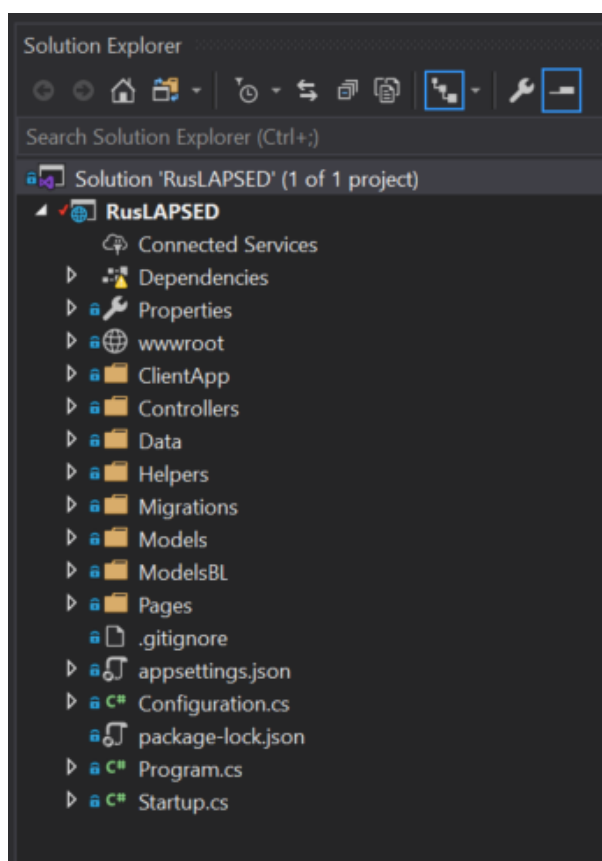 Solution Explorer
Search Solution Explorer (Ctrl+;)
Solution 'RusLAPSED' (1 of 1 project)
RusLAPSED
Connected Services
Dependencies
Properties
wwwroot
ClientApp
Controllers
Data
Helpers
Migrations
Models
ModelsBL
Pages
.gitignore
appsettings.json
C# Configuration.cs
package-lock.json
C# Program.cs
C# Startup.cs